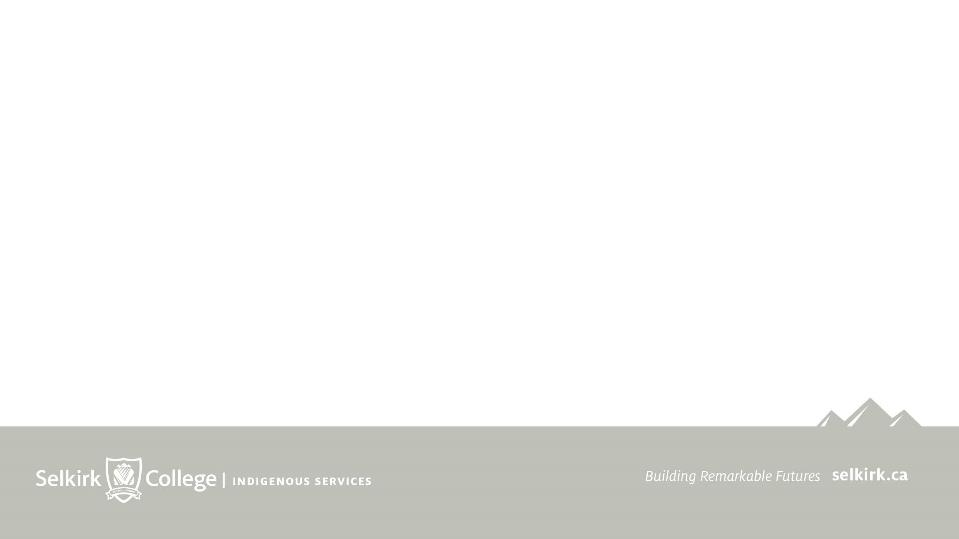 Selkirk College | INDIGENOUS SERVICES
Building Remarkable Futures selkirk.ca